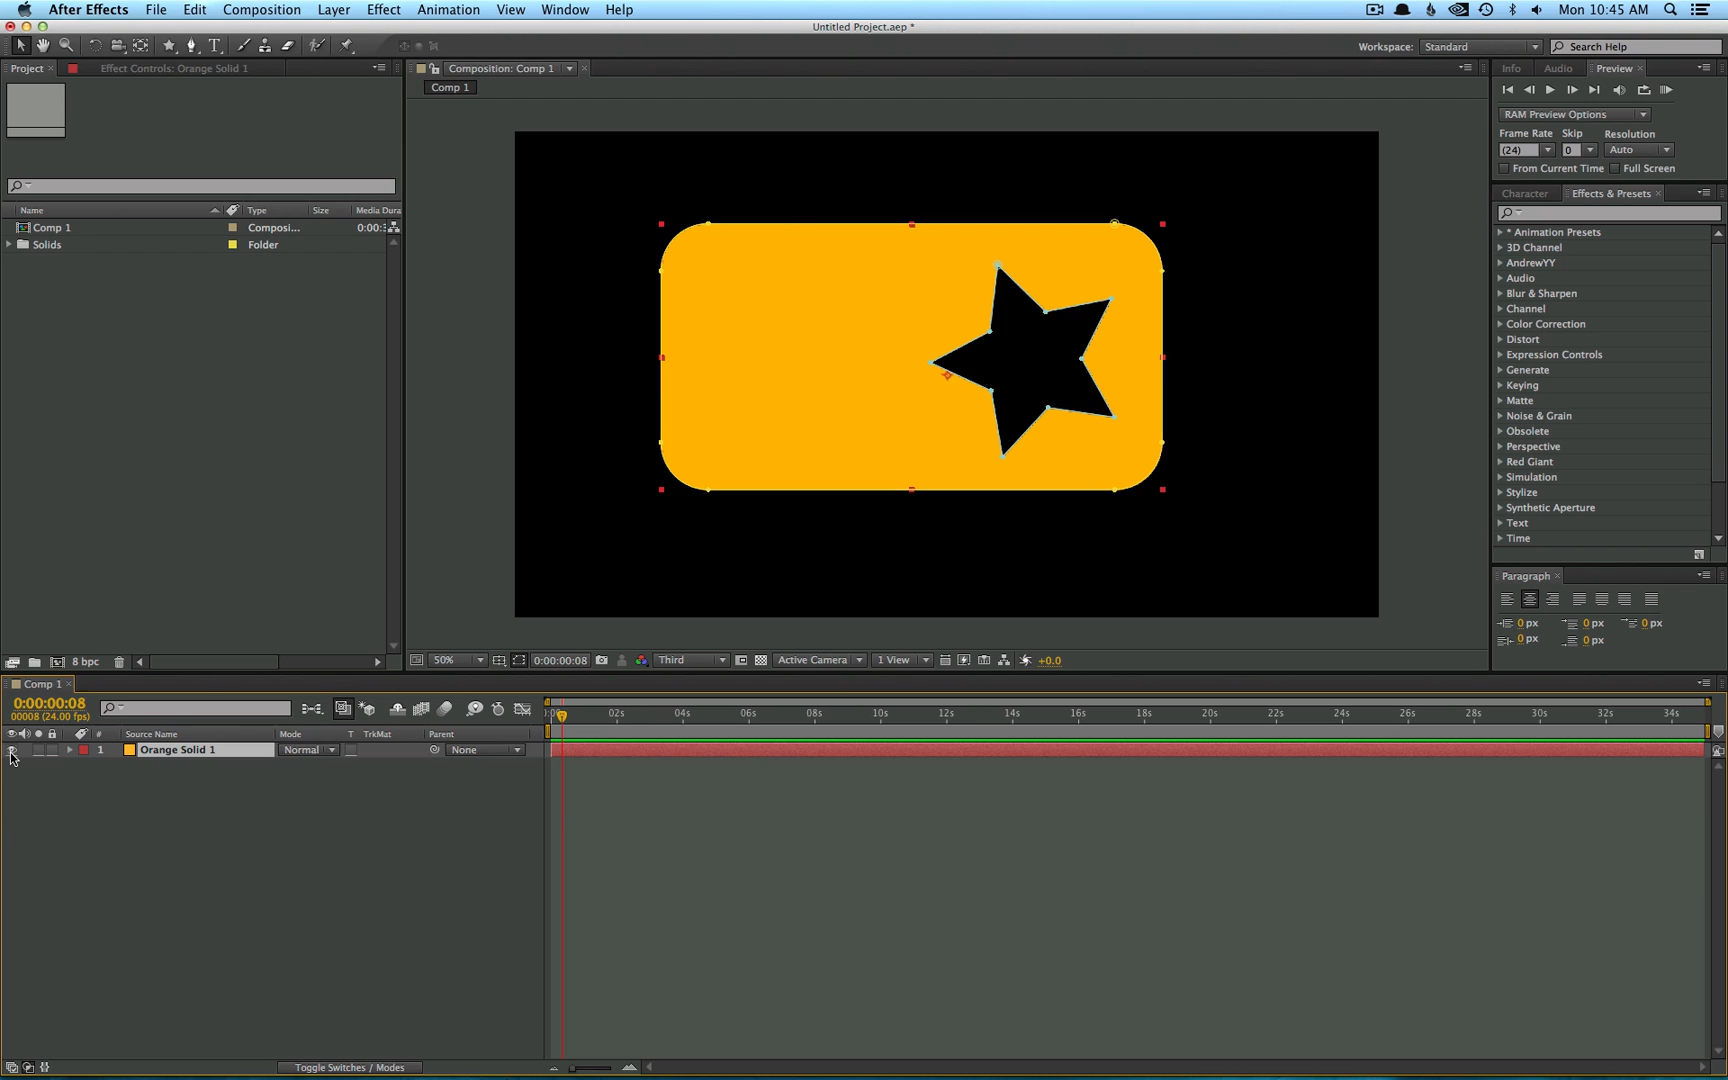 After Effects File Edit Composition Layer Effect Animation View Window Help Mon 10:45 AM
Untitled Project.aep *
Workspace: Standard Search Help
Project Effect Controls: Orange Solid 1 Composition: Comp 1 Info Audio Preview
Comp 1
RAM Preview Options
Frame Rate Skip Resolution
(24) 0 Auto
From Current Time Full Screen
Character Effects & Presets
Name Type Size Media Dura
Comp 1 Composi... 0:00:
Solids Folder
* Animation Presets
3D Channel
AndrewYY
Audio
Blur & Sharpen
Channel
Color Correction
Distort
Expression Controls
Generate
Keying
Matte
Noise & Grain
Obsolete
Perspective
Red Giant
Simulation
Stylize
Synthetic Aperture
Text
Time
Paragraph
0 px 0 px 0 px
0 px 0 px
8 bpc 50% 0:00:00:08 Third Active Camera 1 View +0.0
Comp 1
0:00:00:08
00008 (24.00 fps)
02s 04s 06s 08s 10s 12s 14s 16s 18s 20s 22s 24s 26s 28s 30s 32s 34s
# Source Name Mode T TrkMat Parent
1 Orange Solid 1 Normal None
Toggle Switches / Modes